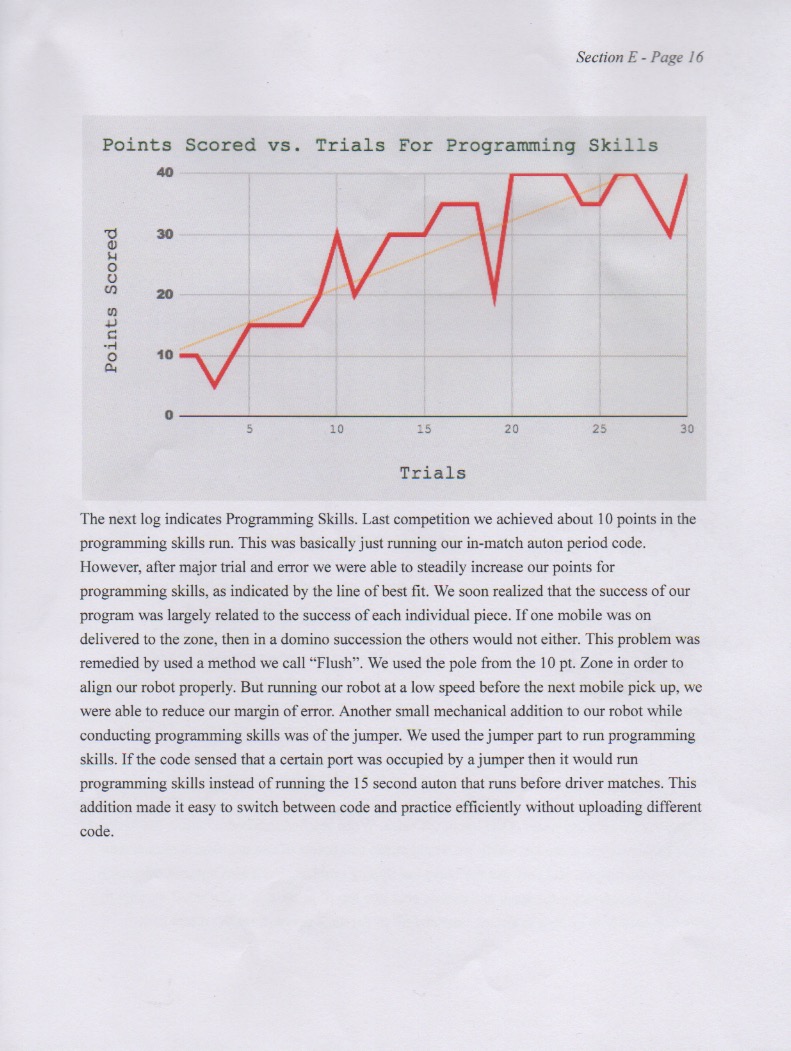 Section E - Page 16
Points Scored vs. Trials For Programming Skills
40
30
20
10
0
Points Scored
5 10 15 20 25 30
Trials
The next log indicates Programming Skills. Last competition we achieved about 10 points in the
programming skills run. This was basically just running our in-match auton period code.
However, after major trial and error we were able to steadily increase our points for
programming skills, as indicated by the line of best fit. We soon realized that the success of our
program was largely related to the success of each individual piece. If one mobile was on
delivered to the zone, then in a domino succession the others would not either. This problem was
remedied by used a method we call “Flush”. We used the pole from the 10 pt. Zone in order to
align our robot properly. But running our robot at a low speed before the next mobile pick up, we
were able to reduce our margin of error. Another small mechanical addition to our robot while
conducting programming skills was of the jumper. We used the jumper part to run programming
skills. If the code sensed that a certain port was occupied by a jumper then it would run
programming skills instead of running the 15 second auton that runs before driver matches. This
addition made it easy to switch between code and practice efficiently without uploading different
code.